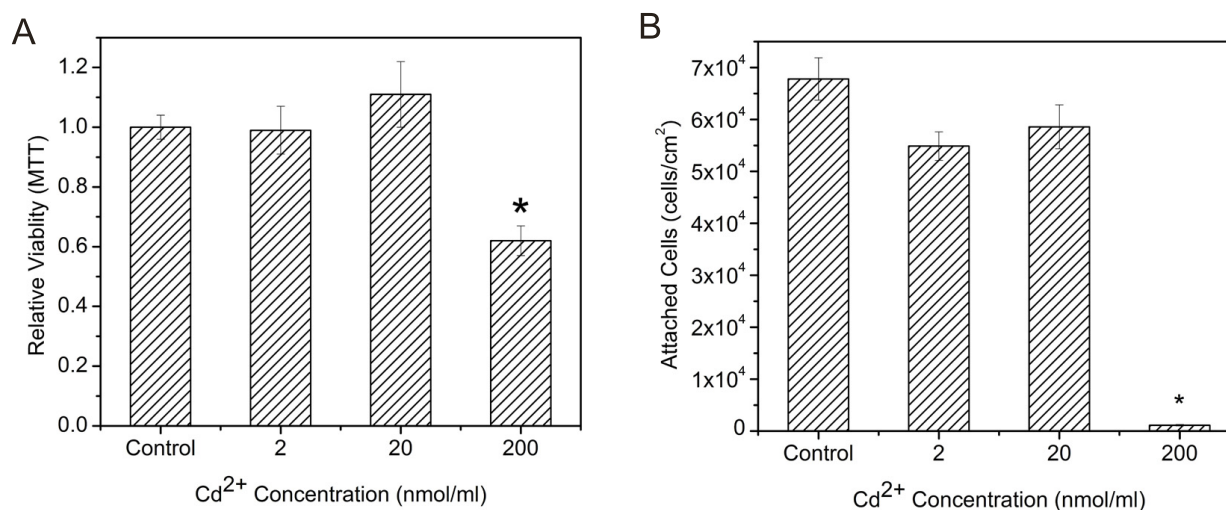 A
Relative Viablity (MTT)
1.2
1.0
0.8
0.6
0.4
0.2
0.0
*
Control 2 20 200
Cd²⁺ Concentration (nmol/ml)
B
Attached Cells (cells/cm²)
7x10⁴
6x10⁴
5x10⁴
4x10⁴
3x10⁴
2x10⁴
1x10⁴
0
*
Control 2 20 200
Cd²⁺ Concentration (nmol/ml)